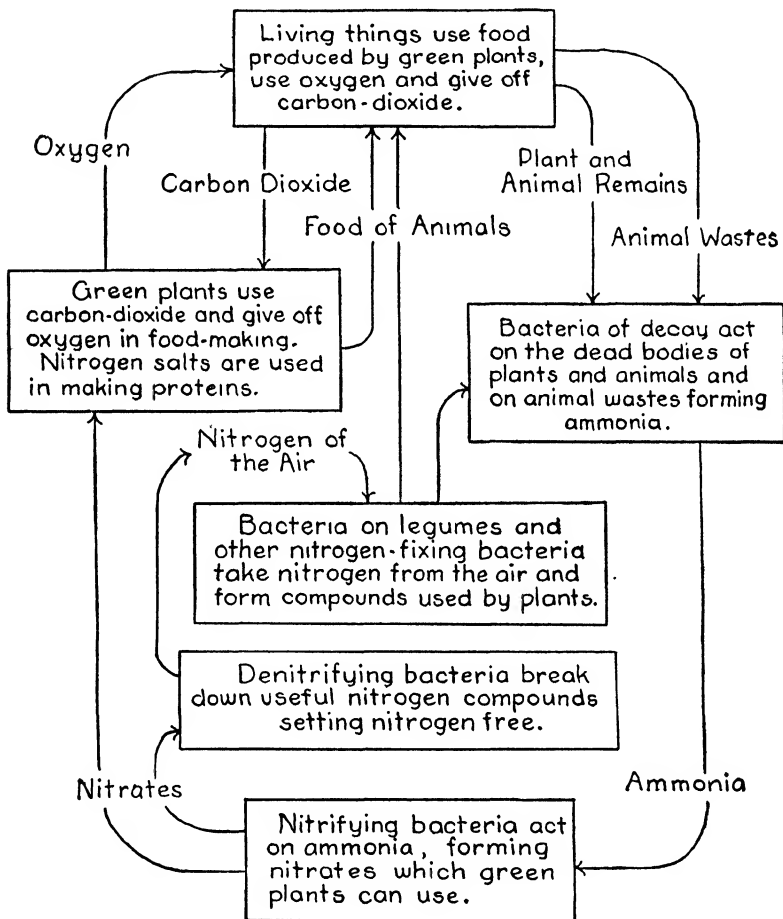 Living things use food
produced by green plants,
use oxygen and give off
carbon-dioxide.
Oxygen
Carbon Dioxide
Food of Animals
Plant and
Animal Remains
Animal Wastes
Green plants use
carbon-dioxide and give off
oxygen in food-making.
Nitrogen salts are used
in making proteins.
Bacteria of decay act
on the dead bodies of
plants and animals and
on animal wastes forming
ammonia.
Nitrogen of
the Air
Bacteria on legumes and
other nitrogen-fixing bacteria
take nitrogen from the air and
form compounds used by plants.
Denitrifying bacteria break
down useful nitrogen compounds
setting nitrogen free.
Nitrates
Ammonia
Nitrifying bacteria act
on ammonia, forming
nitrates which green
plants can use.